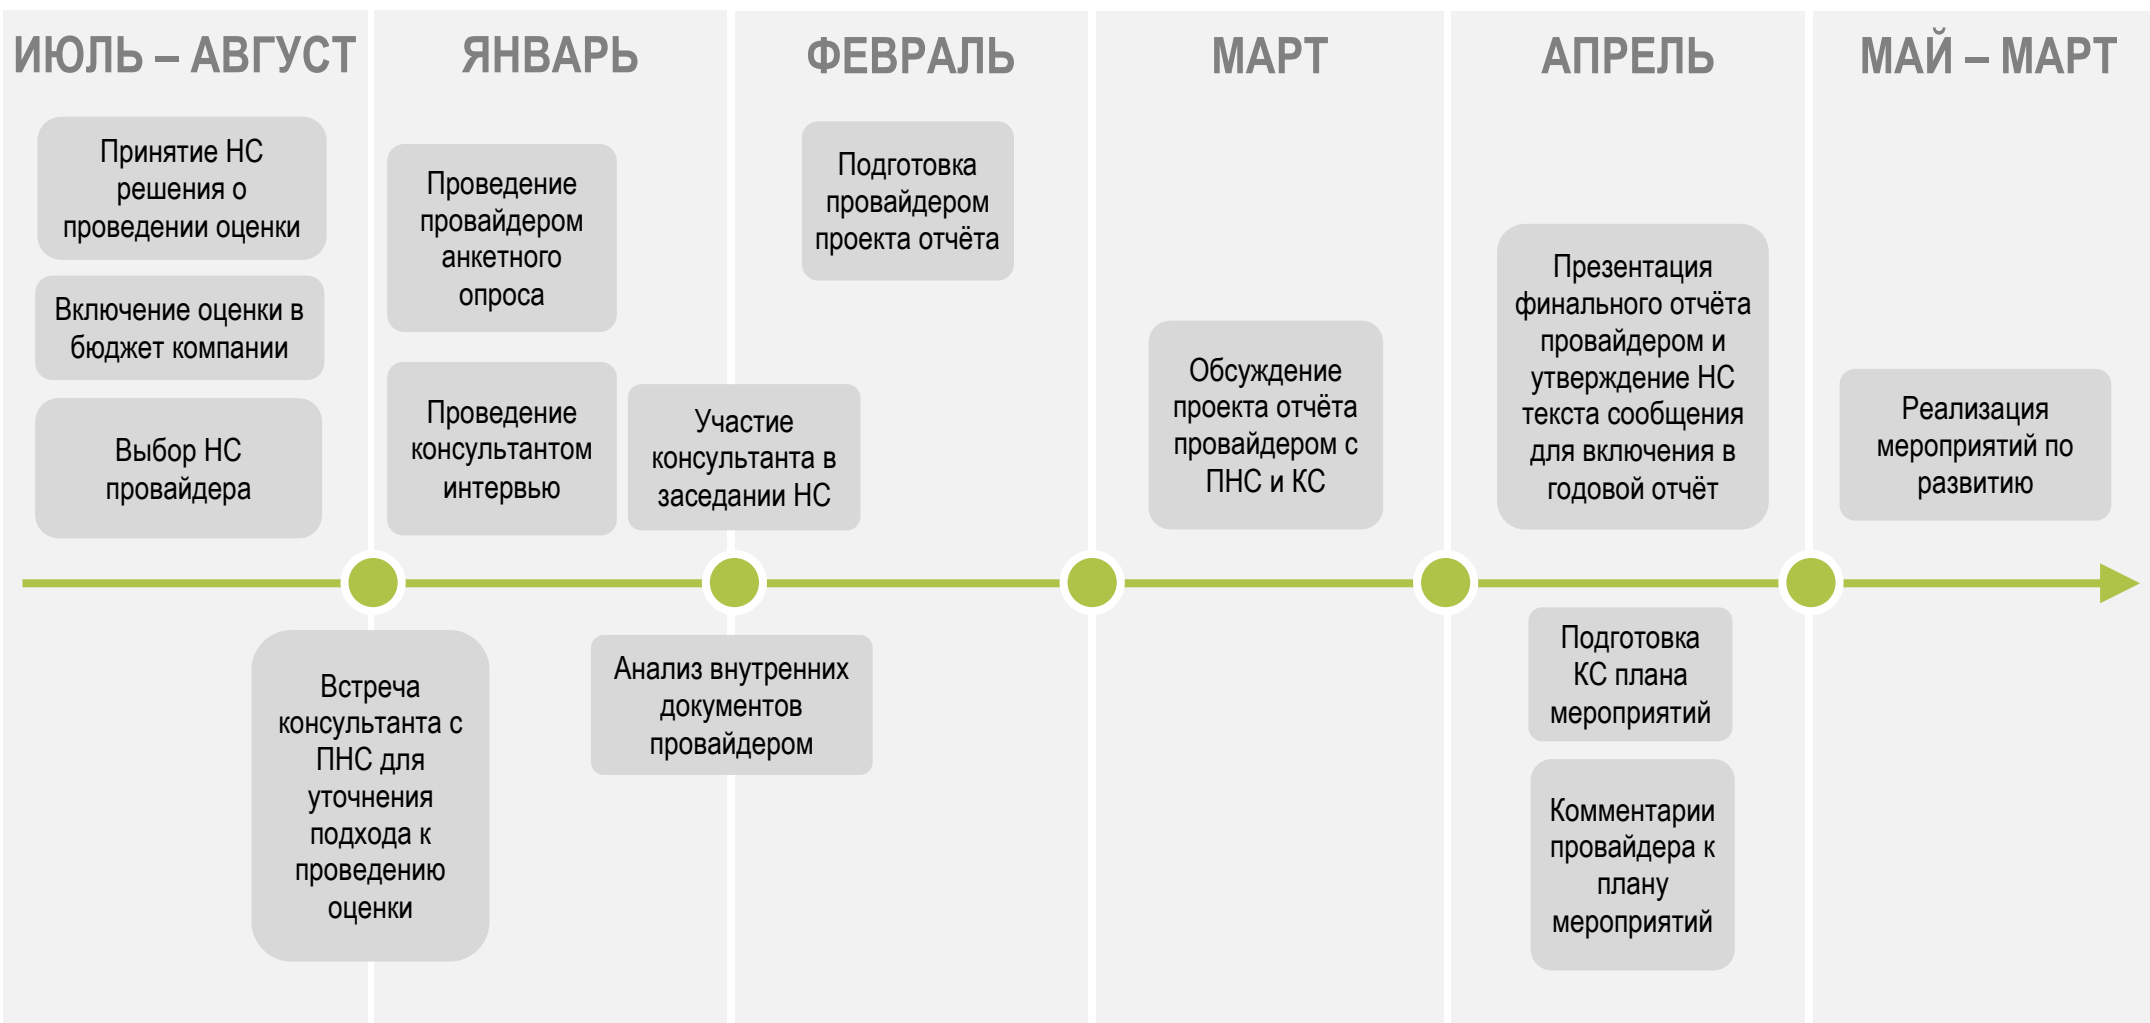 ИЮЛЬ – АВГУСТ
Принятие НС
решения о
проведении оценки
Включение оценки в
бюджет компании
Выбор НС
провайдера
Встреча
консультанта с
ПНС для
уточнения
подхода к
проведению
оценки
ЯНВАРЬ
Проведение
провайдером
анкетного
опроса
Проведение
консультантом
интервью
Участие
консультанта в
заседании НС
Анализ внутренних
документов
провайдером
ФЕВРАЛЬ
Подготовка
провайдером
проекта отчёта
МАРТ
Обсуждение
проекта отчёта
провайдером с
ПНС и КС
АПРЕЛЬ
Презентация
финального отчёта
провайдером и
утверждение НС
текста сообщения
для включения в
годовой отчёт
Подготовка
КС плана
мероприятий
Комментарии
провайдера к
плану
мероприятий
МАЙ – МАРТ
Реализация
мероприятий по
развитию